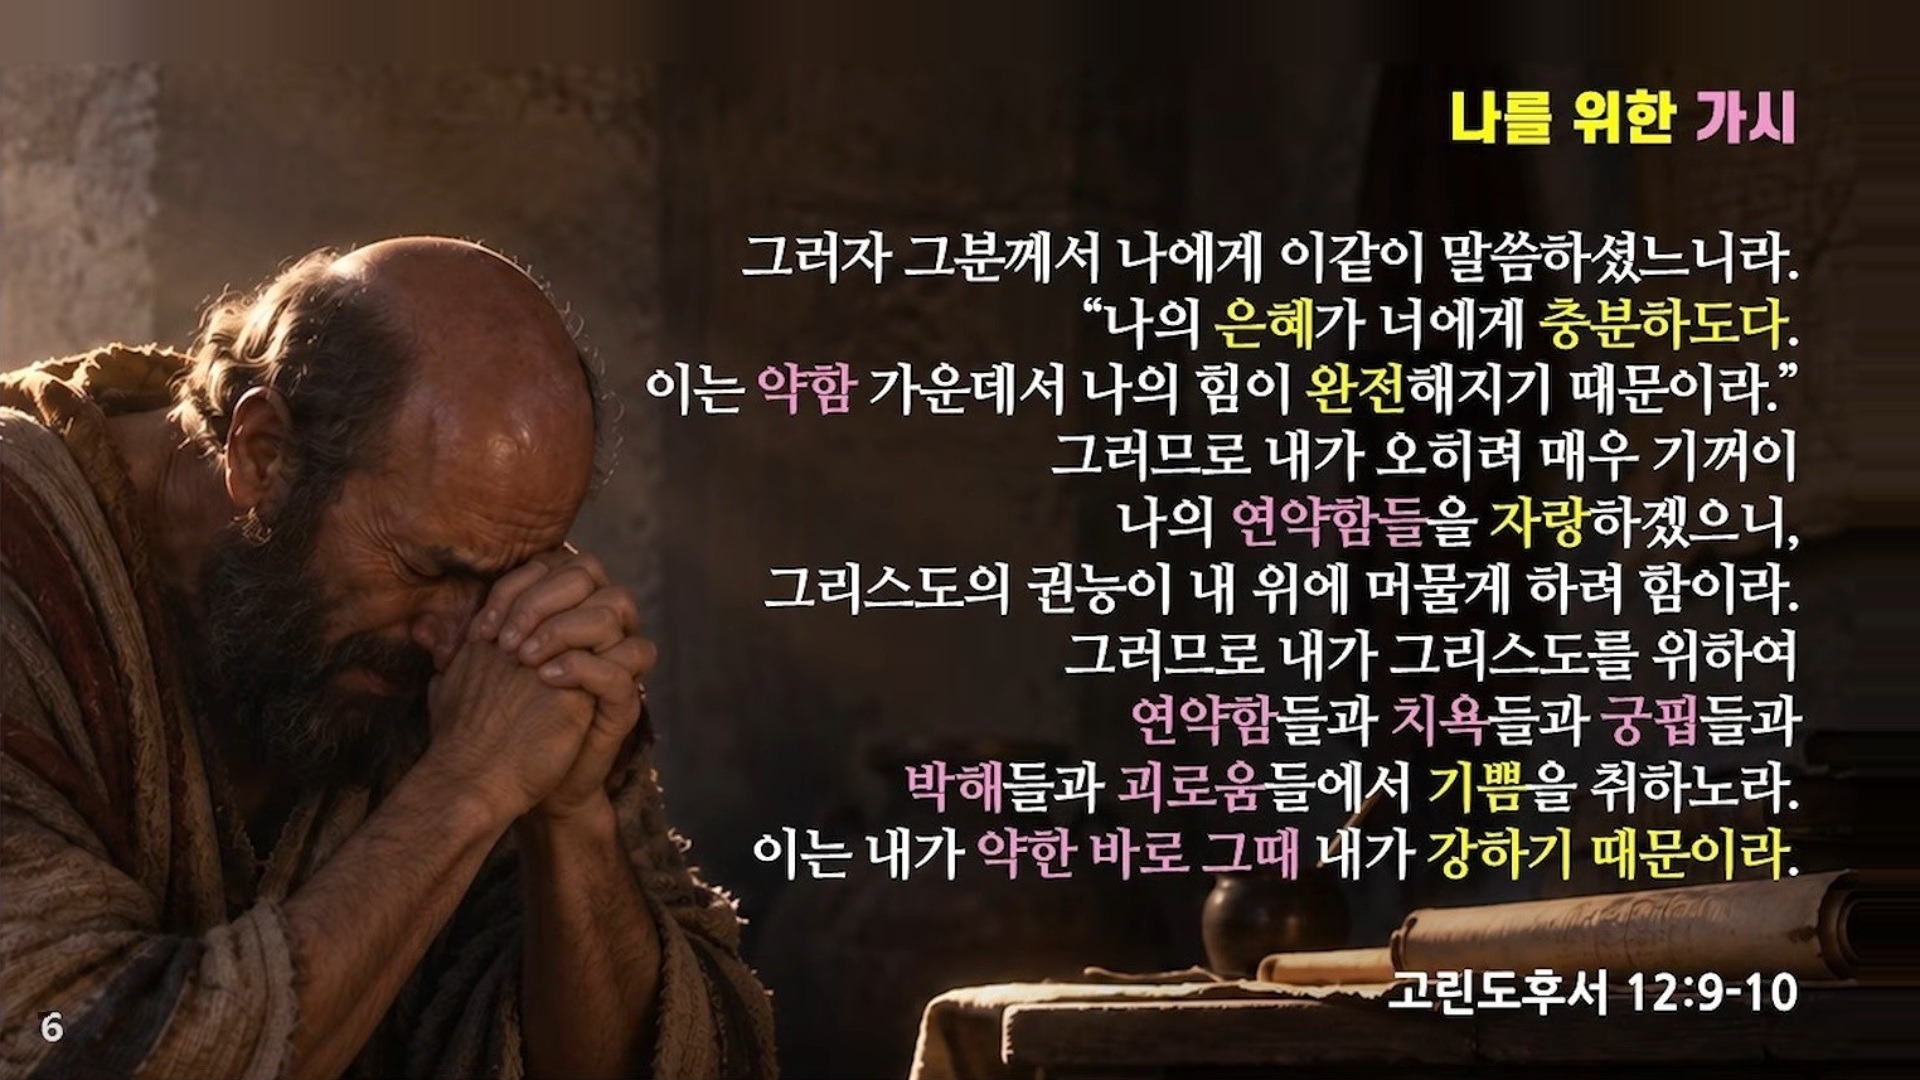 나를 위한 가시
그러자 그분께서 나에게 이같이 말씀하셨느니라.
“나의 은혜가 너에게 충분하도다.
이는 약함 가운데서 나의 힘이 완전해지기 때문이라.”
그러므로 내가 오히려 매우 기꺼이
나의 연약함들을 자랑하겠으니,
그리스도의 권능이 내 위에 머물게 하려 함이라.
그러므로 내가 그리스도를 위하여
연약함들과 치욕들과 궁핍들과
박해들과 괴로움들에서 기쁨을 취하노라.
이는 내가 약한 바로 그때 내가 강하기 때문이라.
고린도후서 12:9-10
6